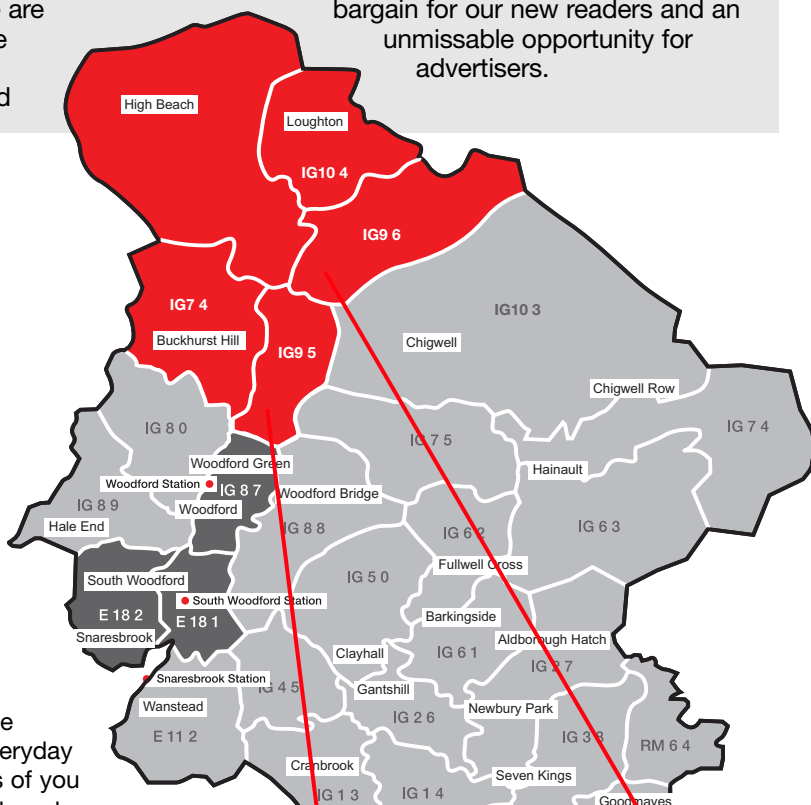 are
bargain for our new readers and an
unmissable opportunity for
advertisers.
High Beach
Loughton
IG10 4
IG9 6
IG7 4
Buckhurst Hill
IG9 5
IG10 3
Chigwell
Chigwell Row
IG 7 4
IG 8 0
IG 7 5
Woodford Green
Hainault
Woodford Station
IG 8 7
Woodford Bridge
IG 8 9
Woodford
Hale End
IG 8 8
IG 6 2
IG 6 3
Fullwell Cross
South Woodford
IG 5 0
South Woodford Station
E 18 2
E 18 1
Snaresbrook
Barkingside
Aldborough Hatch
Clayhall
IG 6 1
IG 2 7
Snaresbrook Station
IG 4 5
Gantshill
Wanstead
Newbury Park
IG 2 6
E 11 2
IG 3 8
RM 6 4
Cranbrook
Seven Kings
IG 1 3
IG 1 4
Goodmayes
s of you